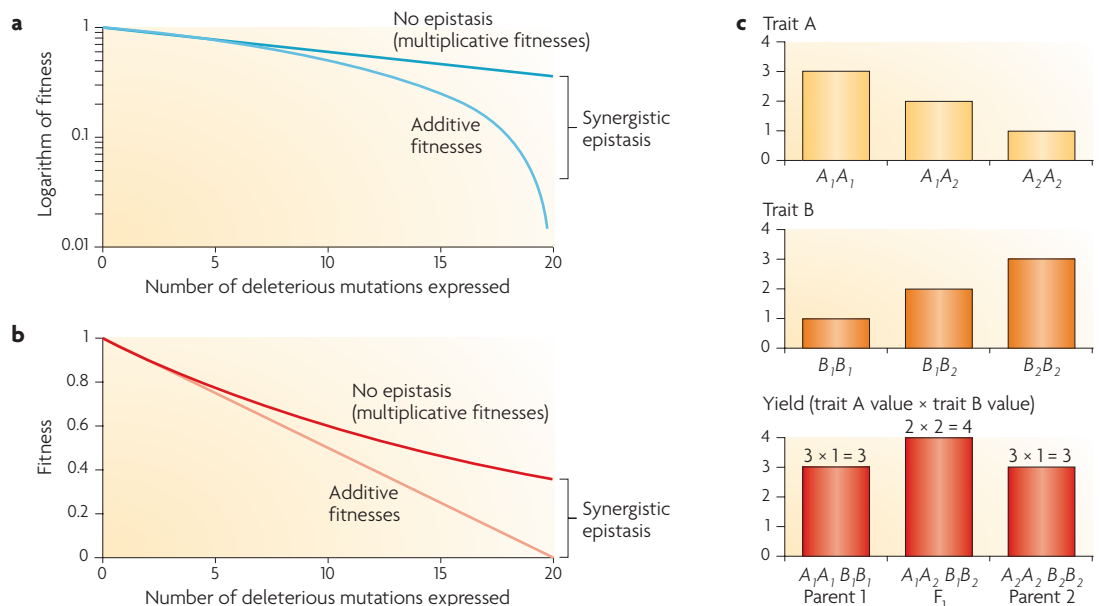 a
Logarithm of fitness
1
0.1
0.01
No epistasis
(multiplicative fitnesses)
Additive
fitnesses
Synergistic
epistasis
0 5 10 15 20
Number of deleterious mutations expressed
b
Fitness
1
0.8
0.6
0.4
0.2
0
No epistasis
(multiplicative fitnesses)
Additive
fitnesses
Synergistic
epistasis
0 5 10 15 20
Number of deleterious mutations expressed
c
Trait A
4
3
2
1
0
A₁A₁ A₁A₂ A₂A₂
Trait B
4
3
2
1
0
B₁B₁ B₁B₂ B₂B₂
Yield (trait A value × trait B value)
2 × 2 = 4
4
3 × 1 = 3 3 × 1 = 3
3
2
1
0
A₁A₁ B₁B₁ A₁A₂ B₁B₂ A₂A₂ B₂B₂
Parent 1 F₁ Parent 2